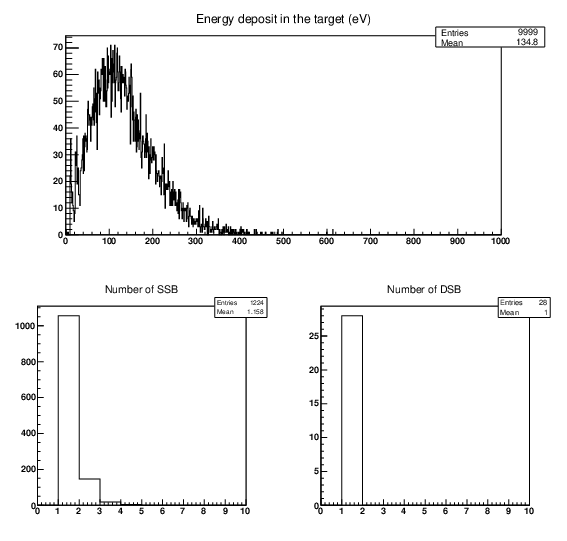 Energy deposit in the target (eV)
Entries 9999
Mean 134.8
70
60
50
40
30
20
10
0
0 100 200 300 400 500 600 700 800 900 1000
Number of SSB
Entries 1224
Mean 1.158
1000
800
600
400
200
0
0 1 2 3 4 5 6 7 8 9 10
Number of DSB
Entries 28
Mean 1
25
20
15
10
5
0
0 1 2 3 4 5 6 7 8 9 10